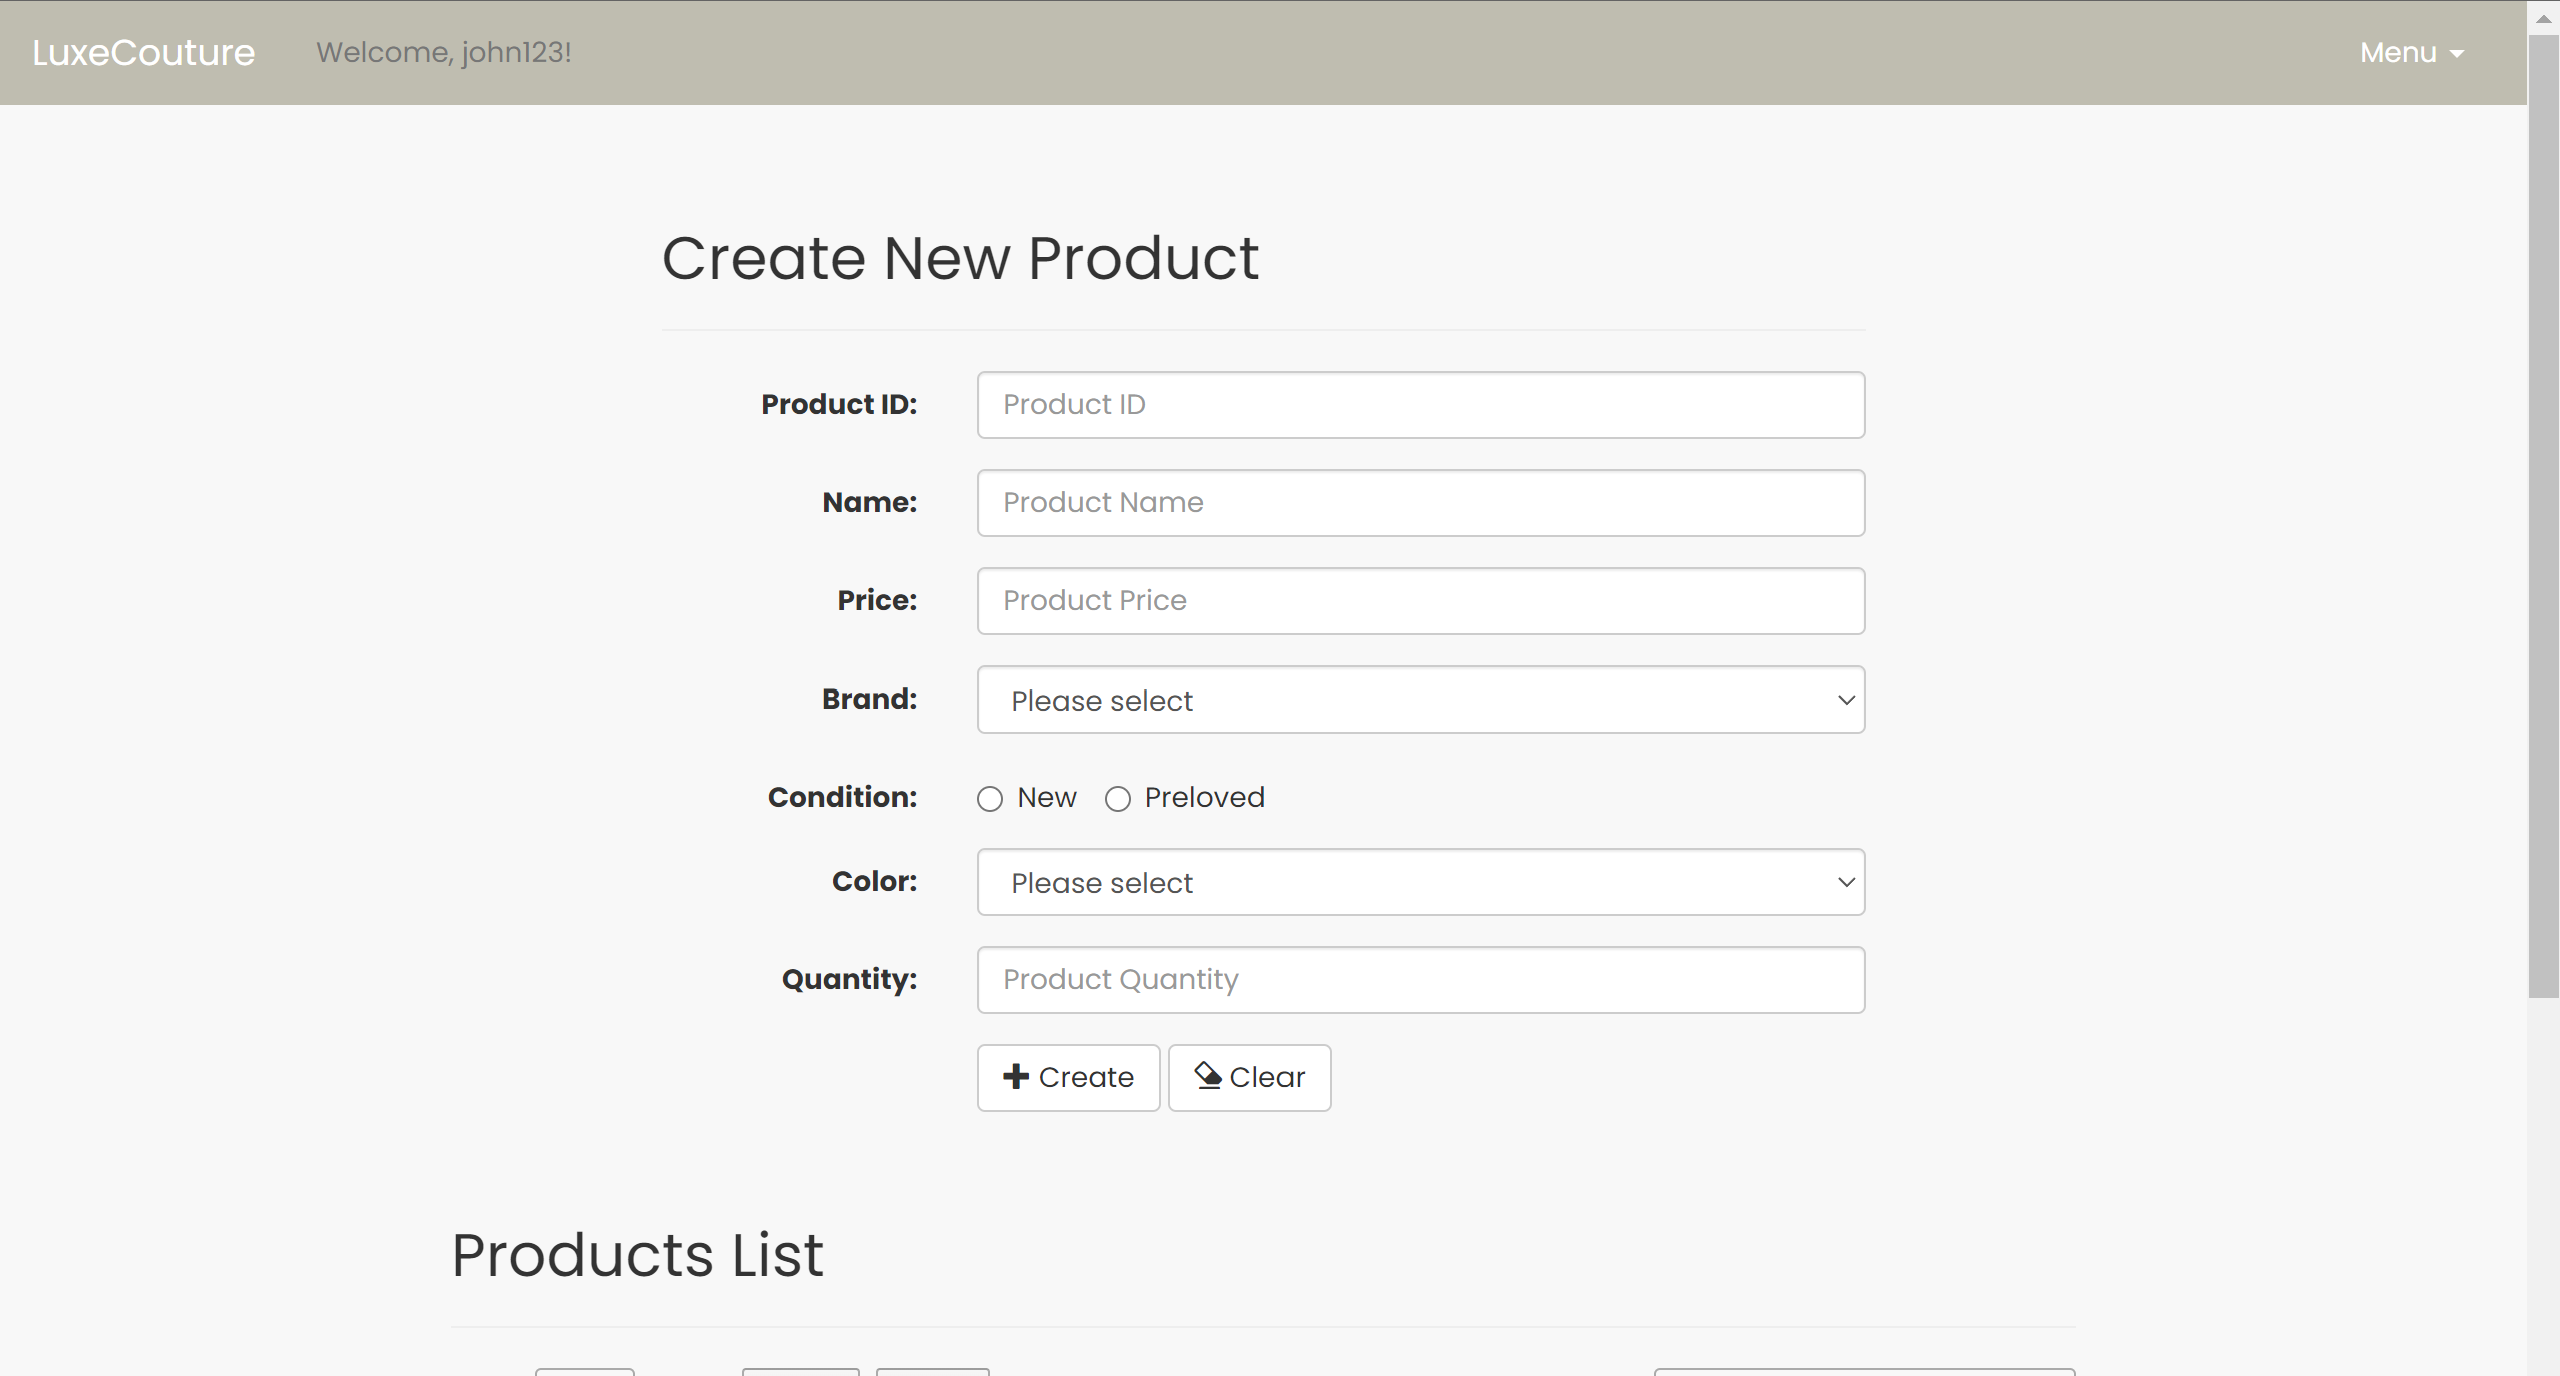 LuxeCouture Welcome, john123! Menu
Create New Product
Product ID: Product ID
Name: Product Name
Price: Product Price
Brand: Please select
Condition: New Preloved
Color: Please select
Quantity: Product Quantity
Create Clear
Products List